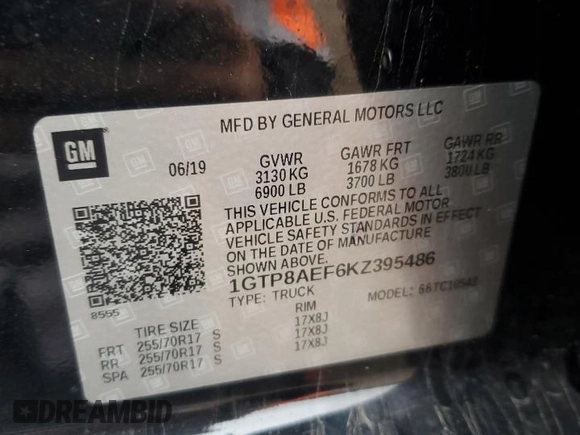 MFD BY GENERAL MOTORS LLC
GM
06/19
GVWR GAWR FRT GAWR RR
3130 KG 1678 KG 1724 KG
6900 LB 3700 LB 3800 LB
THIS VEHICLE CONFORMS TO ALL
APPLICABLE U.S. FEDERAL MOTOR
VEHICLE SAFETY STANDARDS IN EFFECT
ON THE DATE OF MANUFACTURE
SHOWN ABOVE.
8555
1GTP8AEF6KZ395486
TYPE: TRUCK MODEL:
TIRE SIZE RIM
FRT 255/70R17 S 17X8J
RR 255/70R17 S 17X8J
SPA 255/70R17 S 17X8J
DREAMBID